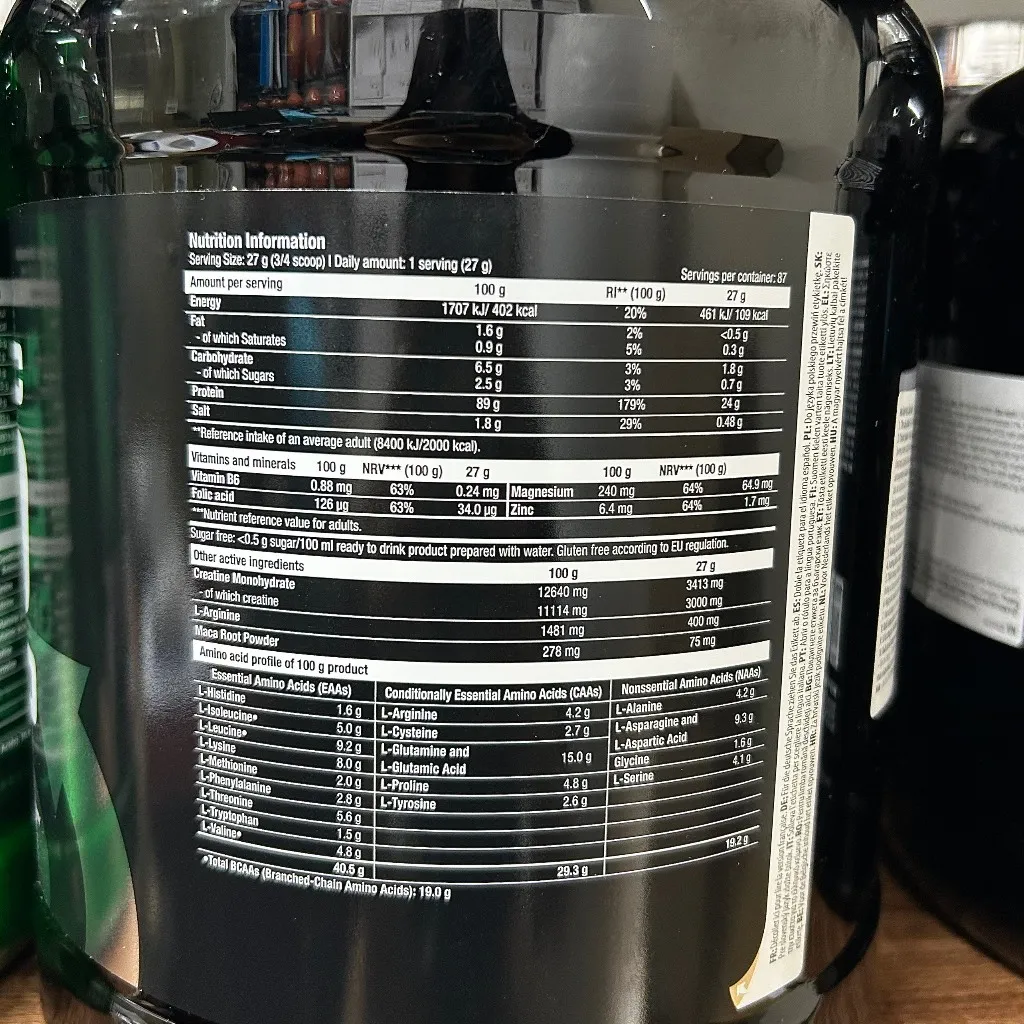 Nutrition Information
Serving Size: 27 g (3/4 scoop) I Daily amount: 1 serving (27 g)
Servings per container: 87
Amount per serving 100 g RI** (100 g) 27 g
Energy 1707 kJ/ 402 kcal 20% 461 kJ/ 109 kcal
Fat 1.6 g 2% <0.5 g
- of which Saturates 0.9 g 5% 0.3 g
Carbohydrate 6.5 g 3% 1.8 g
- of which Sugars 2.5 g 3% 0.7 g
Protein 89 g 179% 24 g
Salt 1.8 g 29% 0.48 g
**Reference intake of an average adult (8400 kJ/2000 kcal).
Vitamins and minerals 100 g NRV*** (100 g) 27 g 100 g NRV*** (100 g)
Vitamin B6 0.88 mg 63% 0.24 mg Magnesium 240 mg 64% 64.9 mg
Folic acid 126 µg 63% 34.0 µg Zinc 6.4 mg 64% 1.7 mg
***Nutrient reference value for adults.
Sugar free: <0.5 g sugar/100 ml ready to drink product prepared with water. Gluten free according to EU regulation.
Other active ingredients 100 g 27 g
Creatine Monohydrate 12640 mg 3413 mg
- of which creatine 11114 mg 3000 mg
L-Arginine 1481 mg 400 mg
Maca Root Powder 278 mg 75 mg
Amino acid profile of 100 g product
Essential Amino Acids (EAAs) Conditionally Essential Amino Acids (CAAs) Nonssential Amino Acids (NAAs)
L-Histidine 1.6 g L-Arginine 4.2 g L-Alanine 4.2 g
L-Isoleucine• 5.0 g L-Cysteine 2.7 g L-Asparagine and
L-Leucine• 9.2 g L-Glutamine and L-Aspartic Acid 9.3 g
L-Lysine 8.0 g L-Glutamic Acid 15.0 g Glycine 1.6 g
L-Methionine 2.0 g L-Proline 4.8 g L-Serine 4.1 g
L-Phenylalanine 2.8 g L-Tyrosine 2.6 g
L-Threonine 5.6 g
L-Tryptophan 1.5 g
L-Valine• 4.8 g
40.5 g 29.3 g 19.2 g
•Total BCAAs (Branched-Chain Amino Acids): 19.0 g